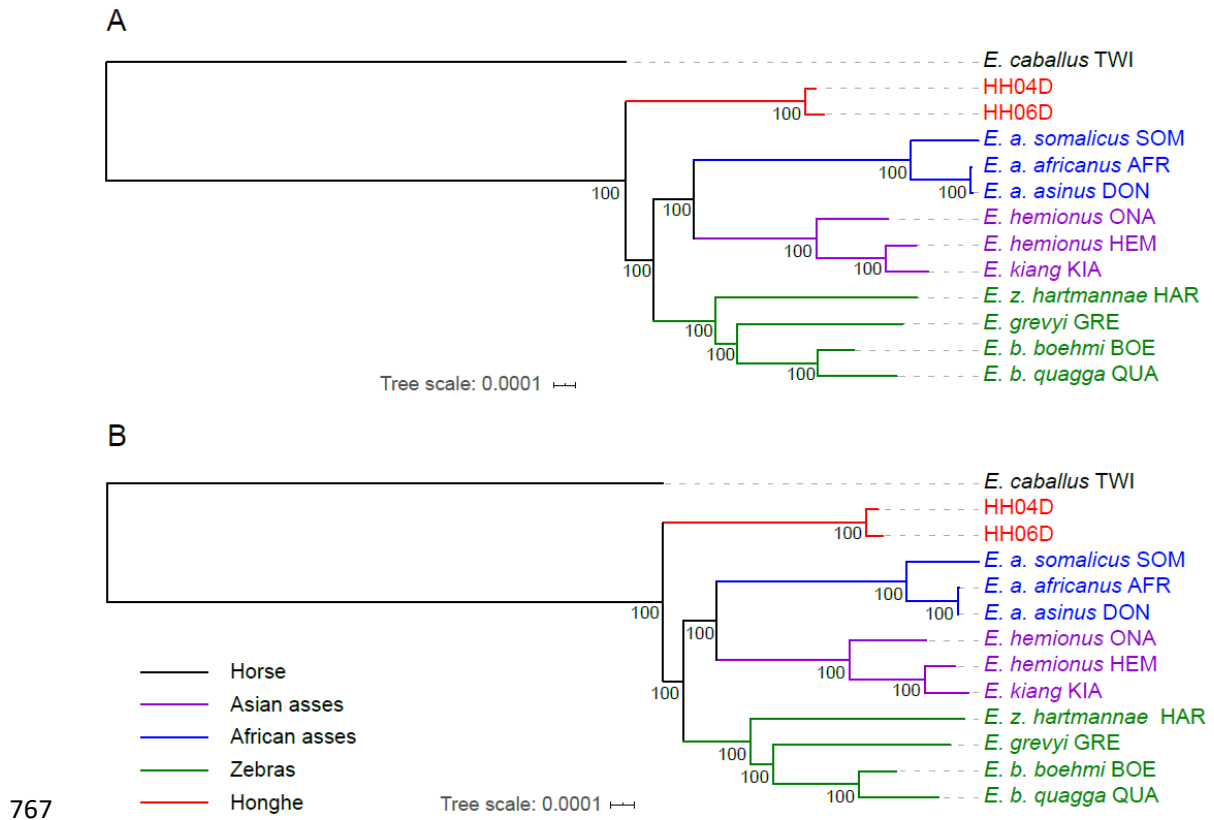 A
E. caballus TWI
HH04D
100
HH06D
E. a. somalicus SOM
100
E. a. africanus AFR
100
E. a. asinus DON
100
100
E. hemionus ONA
100
E. hemionus HEM
100
E. kiang KIA
100
E. z. hartmannae HAR
100
E. grevyi GRE
100
E. b. boehmi BOE
100
E. b. quagga QUA
Tree scale: 0.0001
B
E. caballus TWI
HH04D
100
HH06D
E. a. somalicus SOM
100
E. a. africanus AFR
100
E. a. asinus DON
100
100
E. hemionus ONA
100
E. hemionus HEM
100
E. kiang KIA
100
E. z. hartmannae HAR
100
E. grevyi GRE
100
E. b. boehmi BOE
100
E. b. quagga QUA
Horse
Asian asses
African asses
Zebras
Honghe
Tree scale: 0.0001
767